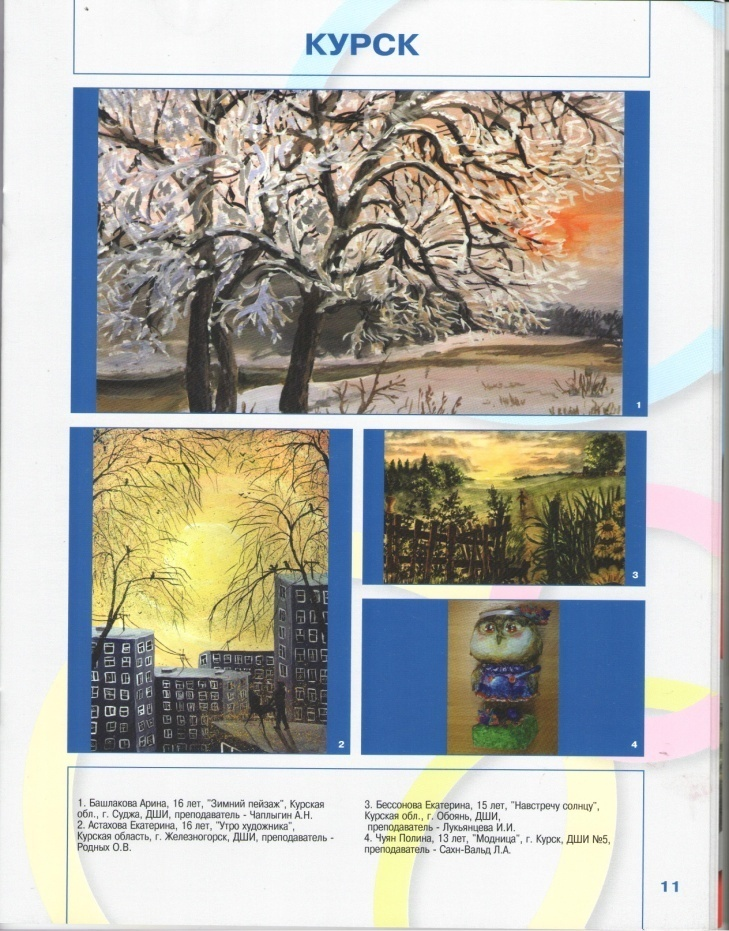 КУРСК
1
2
3
4
1. Башлакова Арина, 16 лет, "Зимний пейзаж", Курская
обл., г. Суджа, ДШИ, преподаватель - Чаплыгин А.Н.
2. Астахова Екатерина, 16 лет, "Утро художника",
Курская область, г. Железногорск, ДШИ, преподаватель -
Родных О.В.
3. Бессонова Екатерина, 15 лет, "Навстречу солнцу",
Курская обл., г. Обоянь, ДШИ,
преподаватель - Лукьянцева И.И.
4. Чуян Полина, 13 лет, "Модница", г. Курск, ДШИ №5,
преподаватель - Сахн-Вальд Л.А.
11